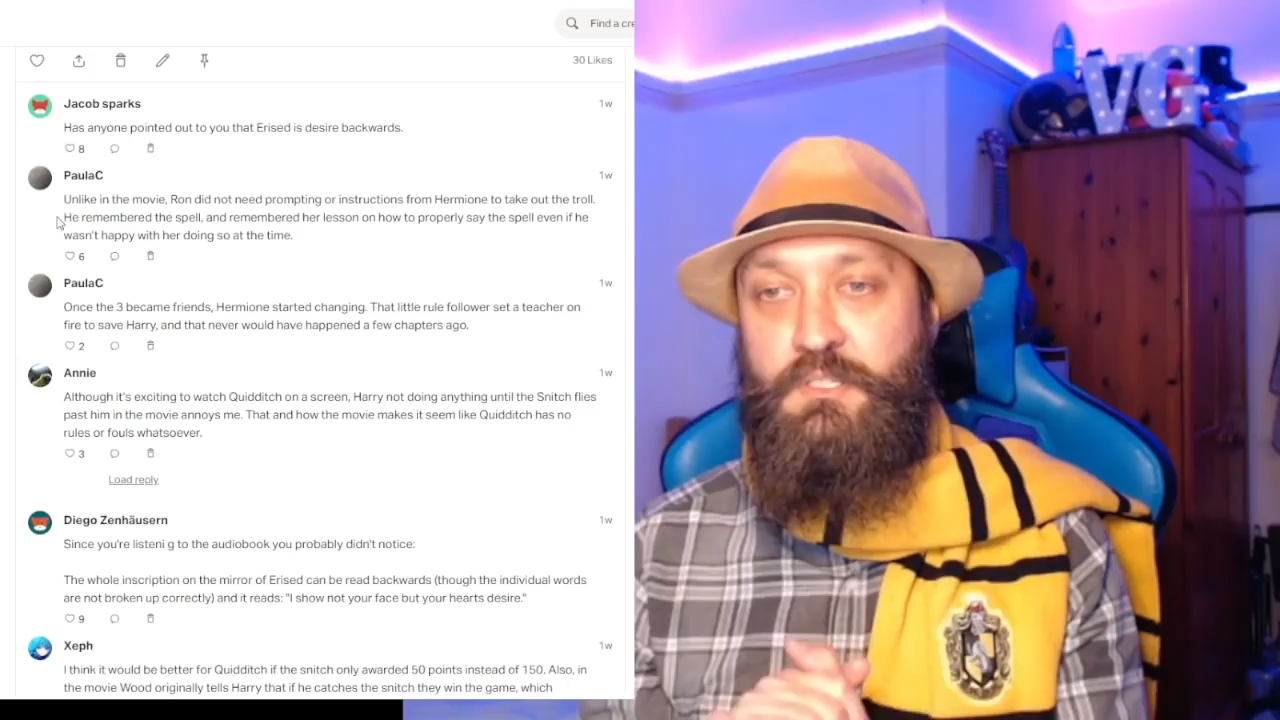 Find a cre
30 Likes
Jacob sparks
1w
Has anyone pointed out to you that Erised is desire backwards.
8
PaulaC
1w
Unlike in the movie, Ron did not need prompting or instructions from Hermione to take out the troll.
He remembered the spell, and remembered her lesson on how to properly say the spell even if he
wasn't happy with her doing so at the time.
6
PaulaC
1w
Once the 3 became friends, Hermione started changing. That little rule follower set a teacher on
fire to save Harry, and that never would have happened a few chapters ago.
2
Annie
1w
Although it's exciting to watch Quidditch on a screen, Harry not doing anything until the Snitch flies
past him in the movie annoys me. That and how the movie makes it seem like Quidditch has no
rules or fouls whatsoever.
3
Load reply
Diego Zenhäusern
1w
Since you're listeni g to the audiobook you probably didn't notice:
The whole inscription on the mirror of Erised can be read backwards (though the individual words
are not broken up correctly) and it reads: "I show not your face but your hearts desire."
9
Xeph
1w
I think it would be better for Quidditch if the snitch only awarded 50 points instead of 150. Also, in
the movie Wood originally tells Harry that if he catches the snitch they win the game, which
VG